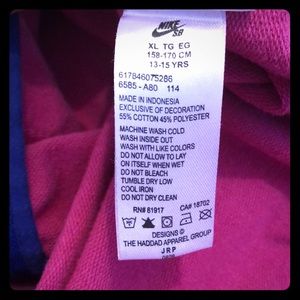 NIKE SB
XL TG EG
158-170 CM
13-15 YRS
617846075286
6585-A80 114
MADE IN INDONESIA
EXCLUSIVE OF DECORATION
55% COTTON 45% POLYESTER
MACHINE WASH COLD
WASH INSIDE OUT
WASH WITH LIKE COLORS
DO NOT ALLOW TO LAY
ON ITSELF WHEN WET
DO NOT BLEACH
TUMBLE DRY LOW
COOL IRON
DO NOT DRY CLEAN
RN# 81917 CA# 18702
DESIGNS ©
THE HADDAD APPAREL GROUP
JRP